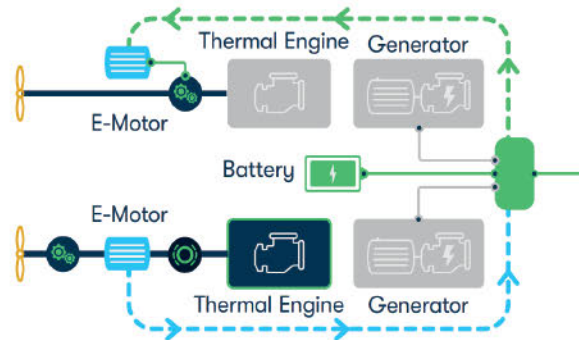 Thermal Engine
Generator
E-Motor
Battery
E-Motor
Thermal Engine
Generator